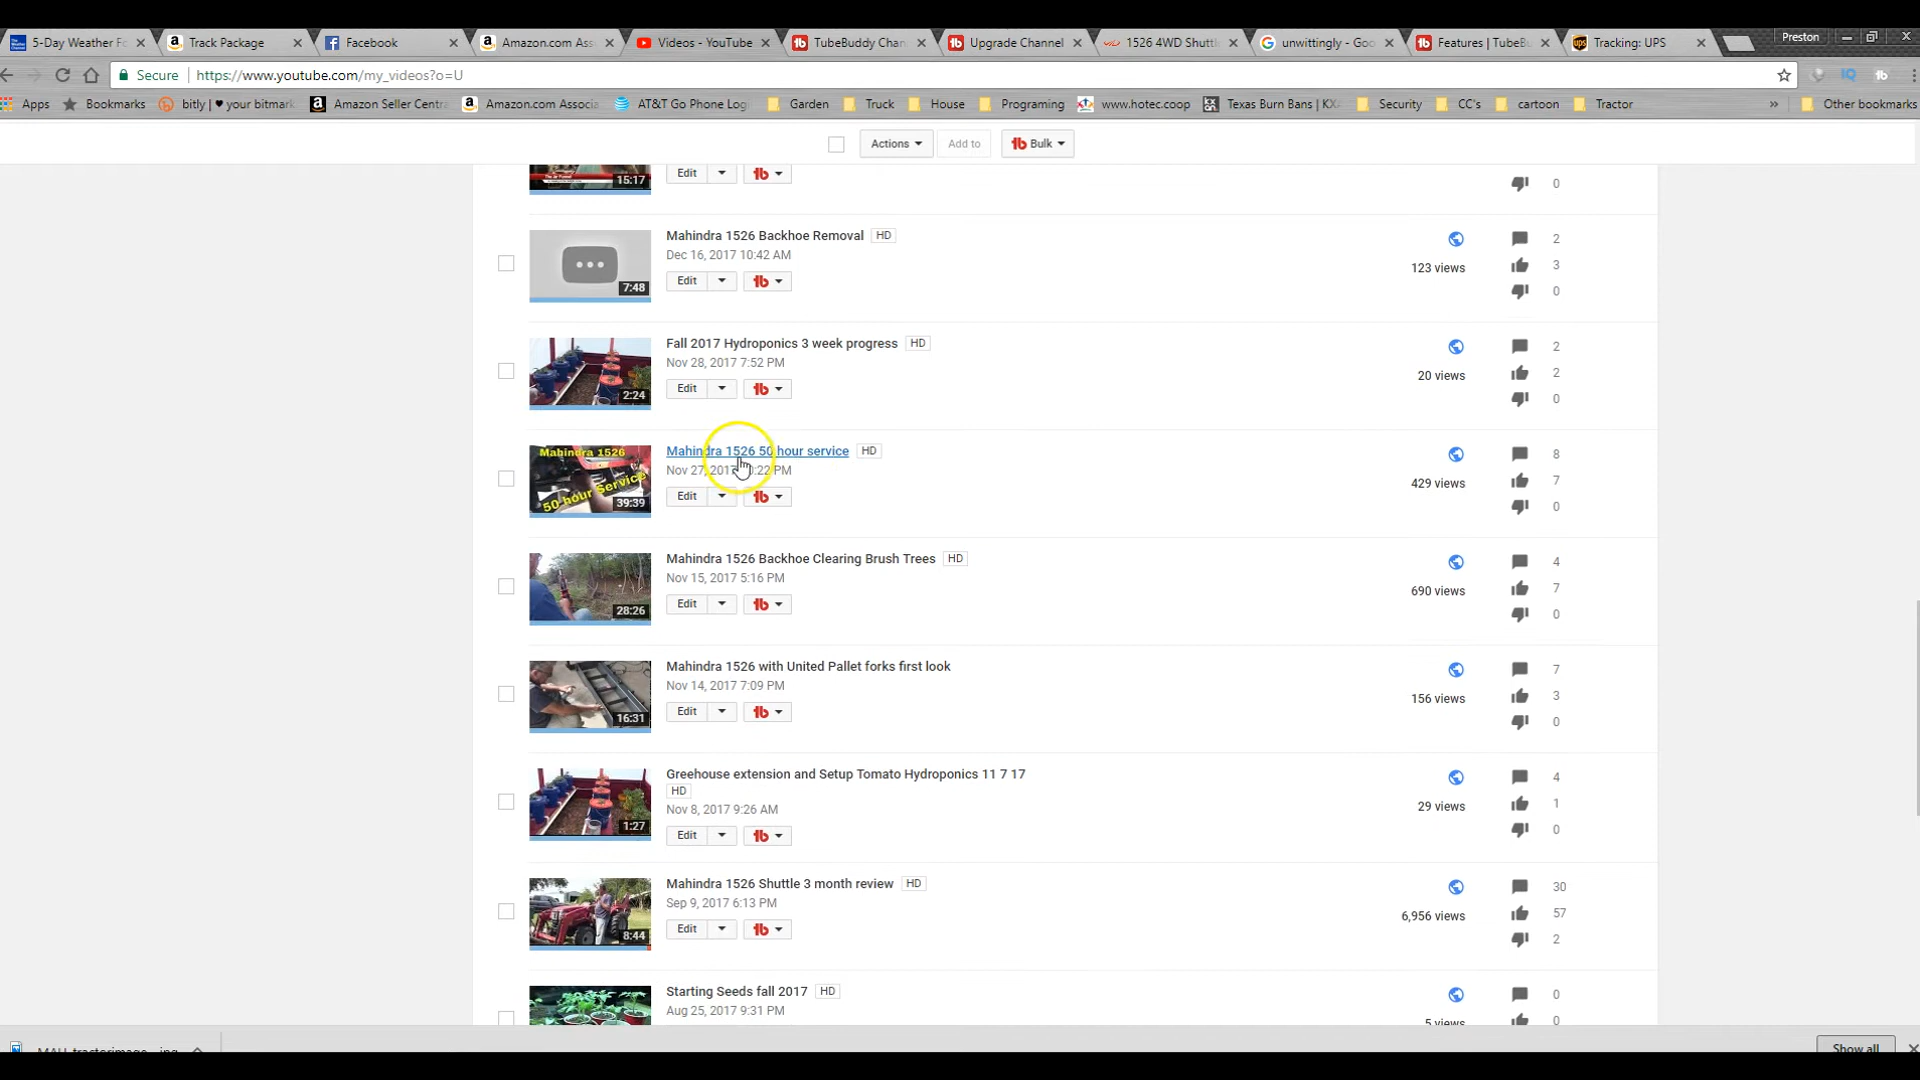 5-Day Weather Fo
Track Package
Facebook
Amazon.com Ass
Videos - YouTube
TubeBuddy Chan
Upgrade Channel
1526 4WD Shuttl
unwittingly - Goo
Features | TubeBu
Tracking: UPS
Preston
Secure
https://www.youtube.com/my_videos?o=U
Apps
Bookmarks
bitly | ♥ your bitmark
Amazon Seller Centra
Amazon.com Associa
AT&T Go Phone Log
Garden
Truck
House
Programing
www.hotec.coop
Texas Burn Bans | KX
Security
CC's
cartoon
Tractor
»
Other bookmarks
Actions
Add to
Bulk
15:17
Edit
0
Mahindra 1526 Backhoe Removal HD
Dec 16, 2017 10:42 AM
Edit
7:48
123 views
2
3
0
Fall 2017 Hydroponics 3 week progress HD
Nov 28, 2017 7:52 PM
Edit
2:24
20 views
2
2
0
Mahindra 1526
50 hour Service
39:39
Mahindra 1526 50 hour service HD
Nov 27, 2017 :22 PM
Edit
429 views
8
7
0
Mahindra 1526 Backhoe Clearing Brush Trees HD
Nov 15, 2017 5:16 PM
Edit
28:26
690 views
4
7
0
Mahindra 1526 with United Pallet forks first look
Nov 14, 2017 7:09 PM
Edit
16:31
156 views
7
3
0
Greehouse extension and Setup Tomato Hydroponics 11 7 17
HD
Nov 8, 2017 9:26 AM
Edit
1:27
29 views
4
1
0
Mahindra 1526 Shuttle 3 month review HD
Sep 9, 2017 6:13 PM
Edit
8:44
6,956 views
30
57
2
Starting Seeds fall 2017 HD
Aug 25, 2017 9:31 PM
5 views
0
0
Show all